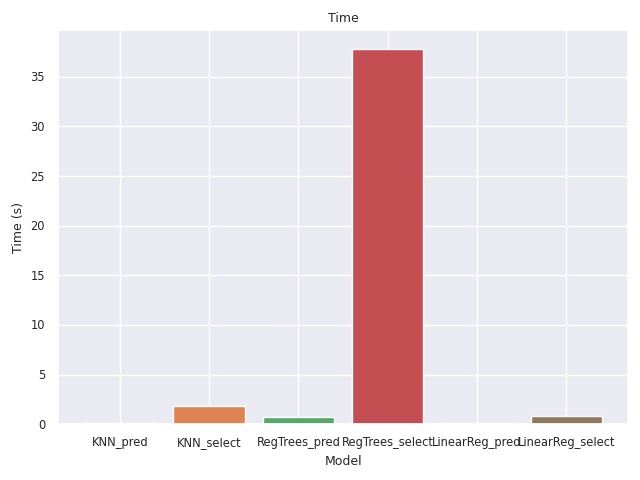 Time
Time (s)
35
30
25
20
15
10
5
0
KNN_pred KNN_select RegTrees_pred RegTrees_select LinearReg_pred LinearReg_select
Model